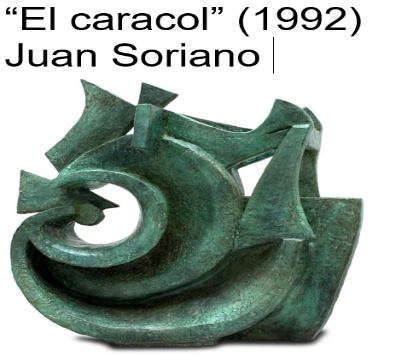 “El caracol” (1992)
Juan Soriano